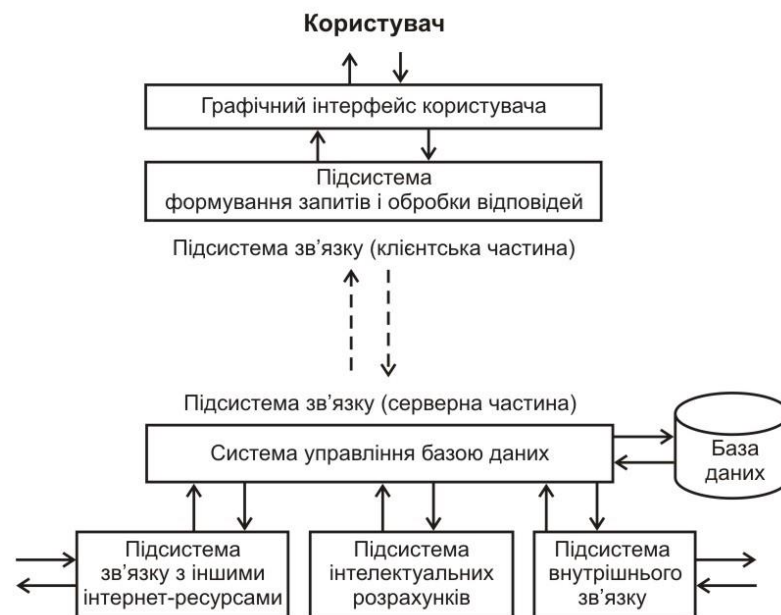 Користувач
Графічний інтерфейс користувача
Підсистема
формування запитів і обробки відповідей
Підсистема зв’язку (клієнтська частина)
Підсистема зв’язку (серверна частина)
Система управління базою даних
База
даних
Підсистема
зв’язку з іншими
інтернет-ресурсами
Підсистема
інтелектуальних
розрахунків
Підсистема
внутрішнього
зв’язку